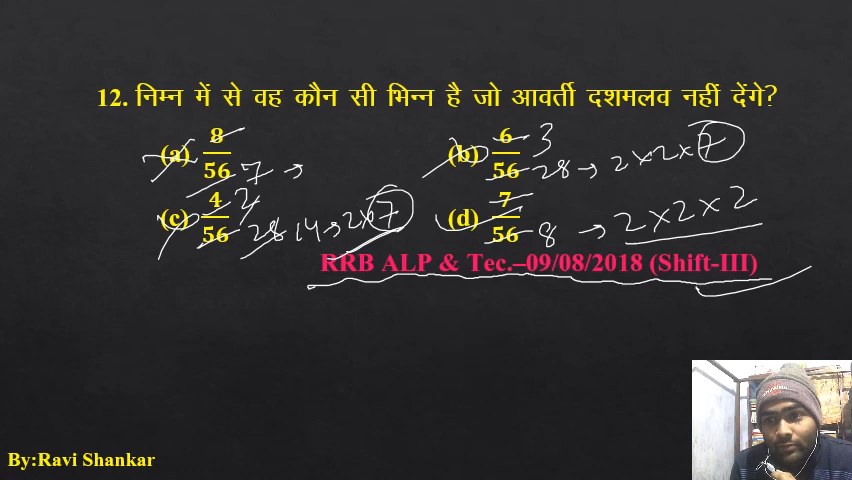 12. निम्न में से वह कौन सी भिन्न है जो आवर्ती दशमलव नहीं देंगे?
(a) 8/56 7 → (b) 6/56 3 28 → 2×2×7
(c) 4/56 2 28 14 → 2×7 (d) 7/56 8 → 2×2×2
RRB ALP & Tec.–09/08/2018 (Shift-III)
By:Ravi Shankar